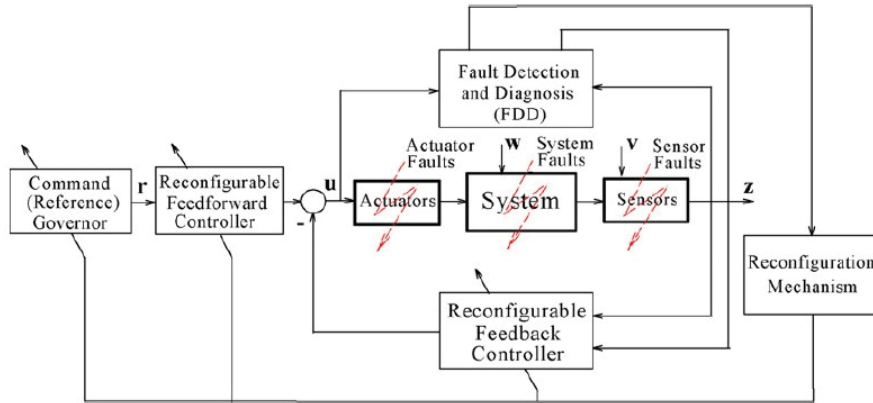 Fault Detection
and Diagnosis
(FDD)
Actuator
Faults
w
System
Faults
v
Sensor
Faults
Command
(Reference)
Governor
r
Reconfigurable
Feedforward
Controller
-
u
Actuators
System
Sensors
z
Reconfiguration
Mechanism
Reconfigurable
Feedback
Controller